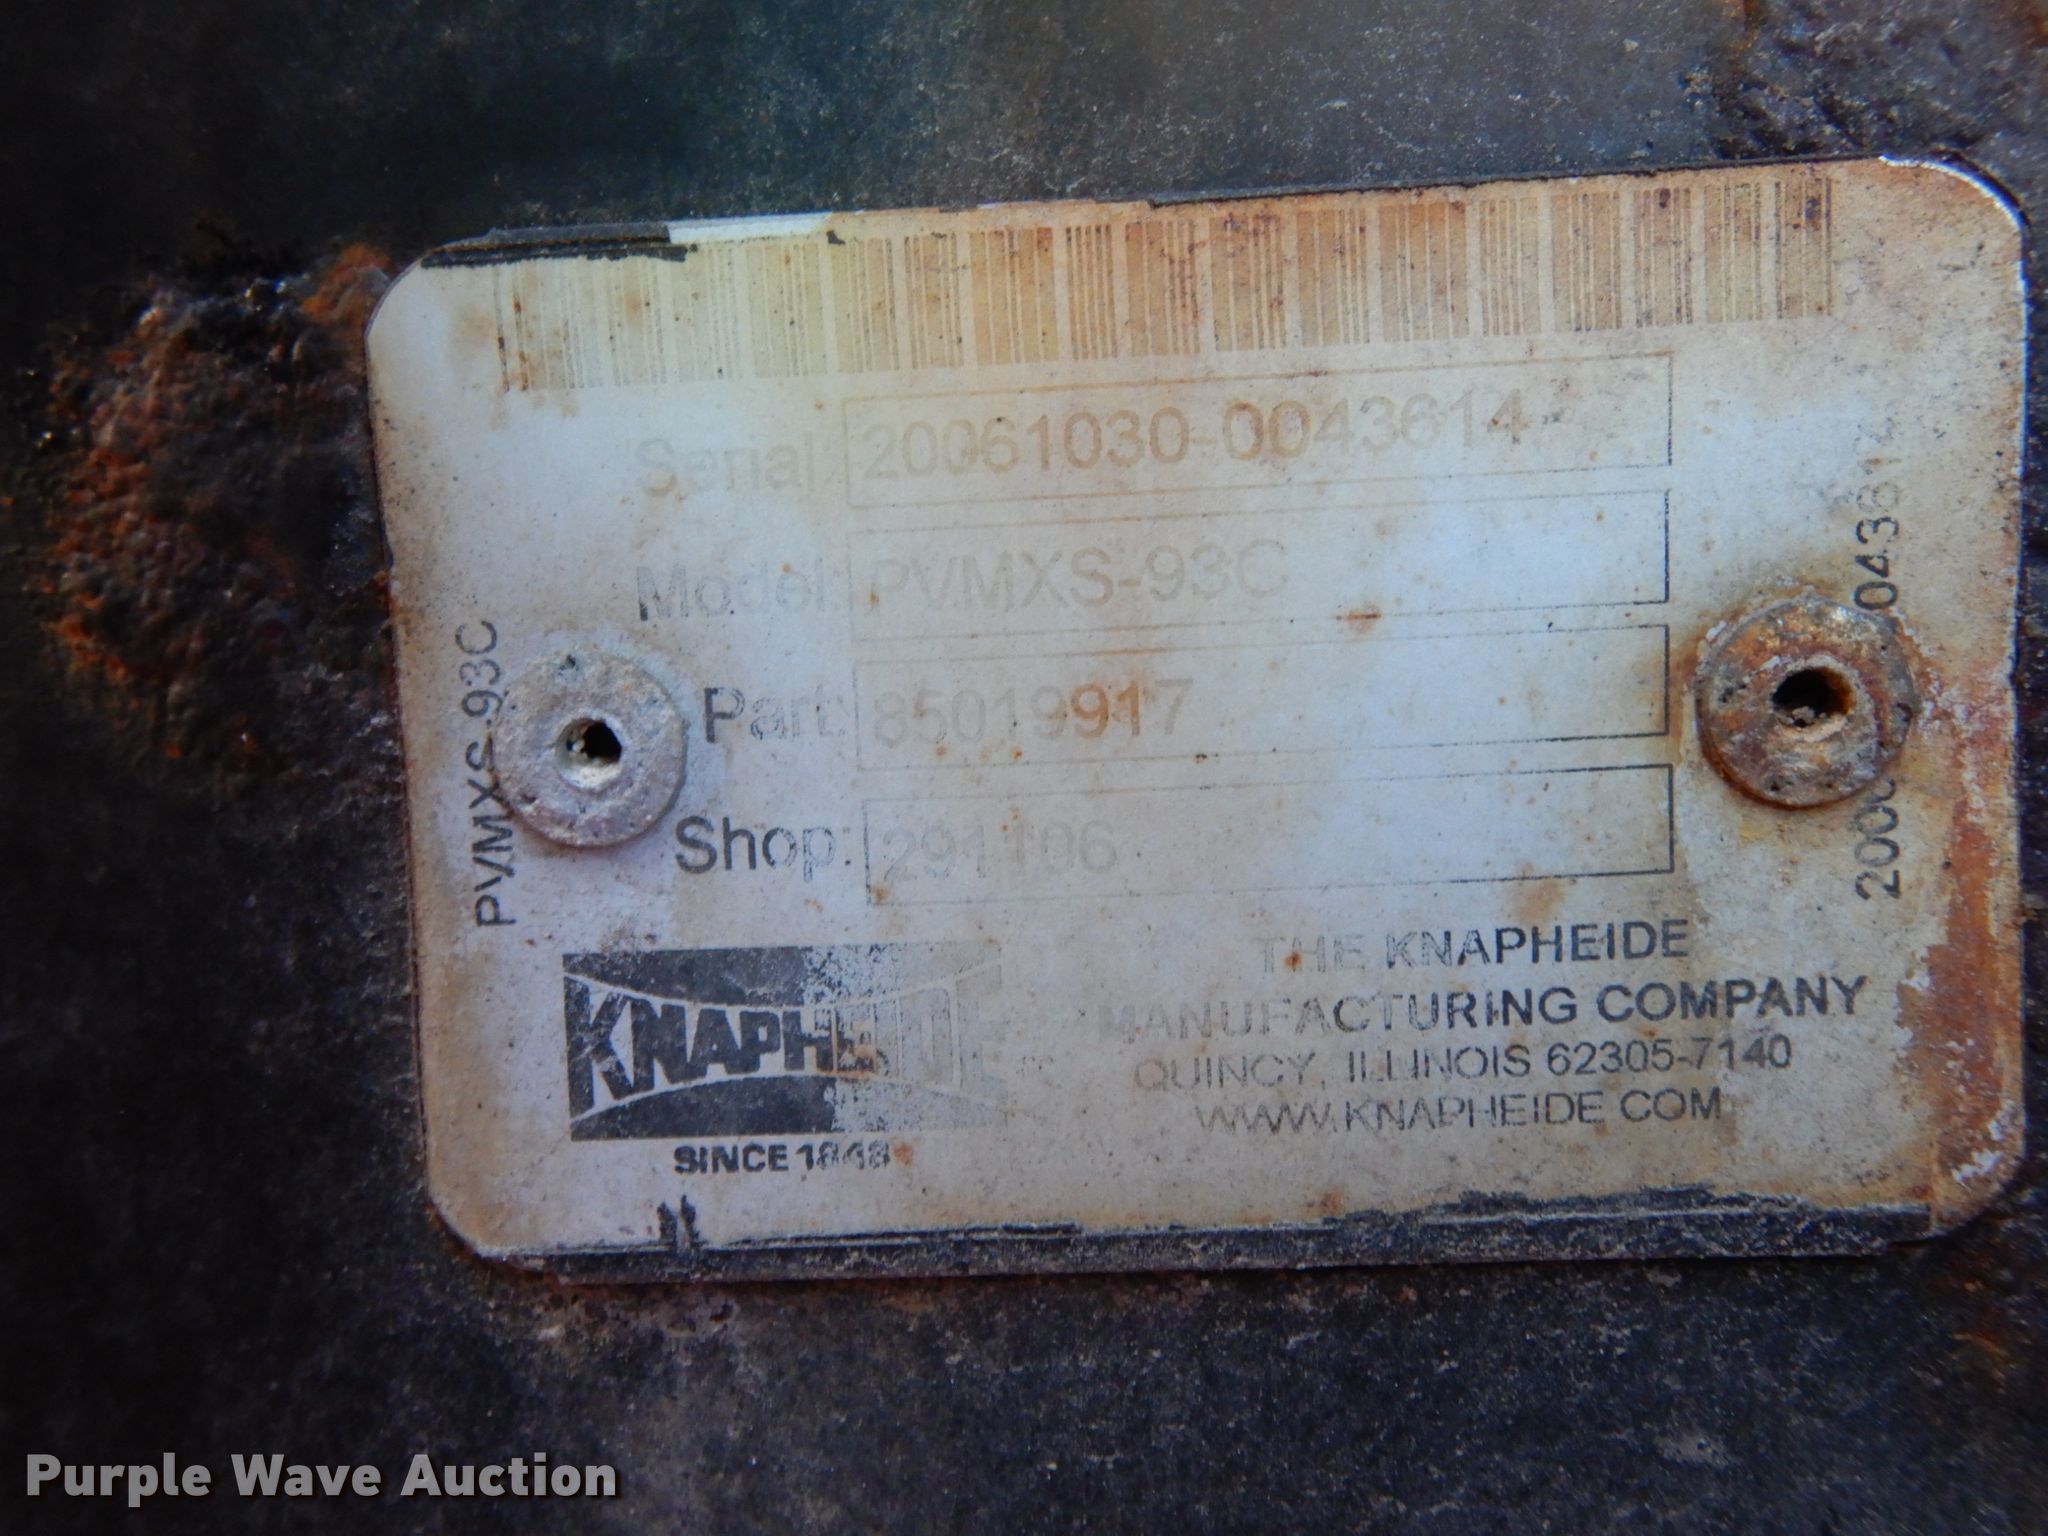 Serial: 20061030-0043614
Model: PVMXS-93C
Part: 85019917
Shop: 291106
PVMXS-93C
KNAPHEIDE
SINCE 1848
THE KNAPHEIDE
MANUFACTURING COMPANY
QUINCY, ILLINOIS 62305-7140
WWW.KNAPHEIDE.COM
Purple Wave Auction